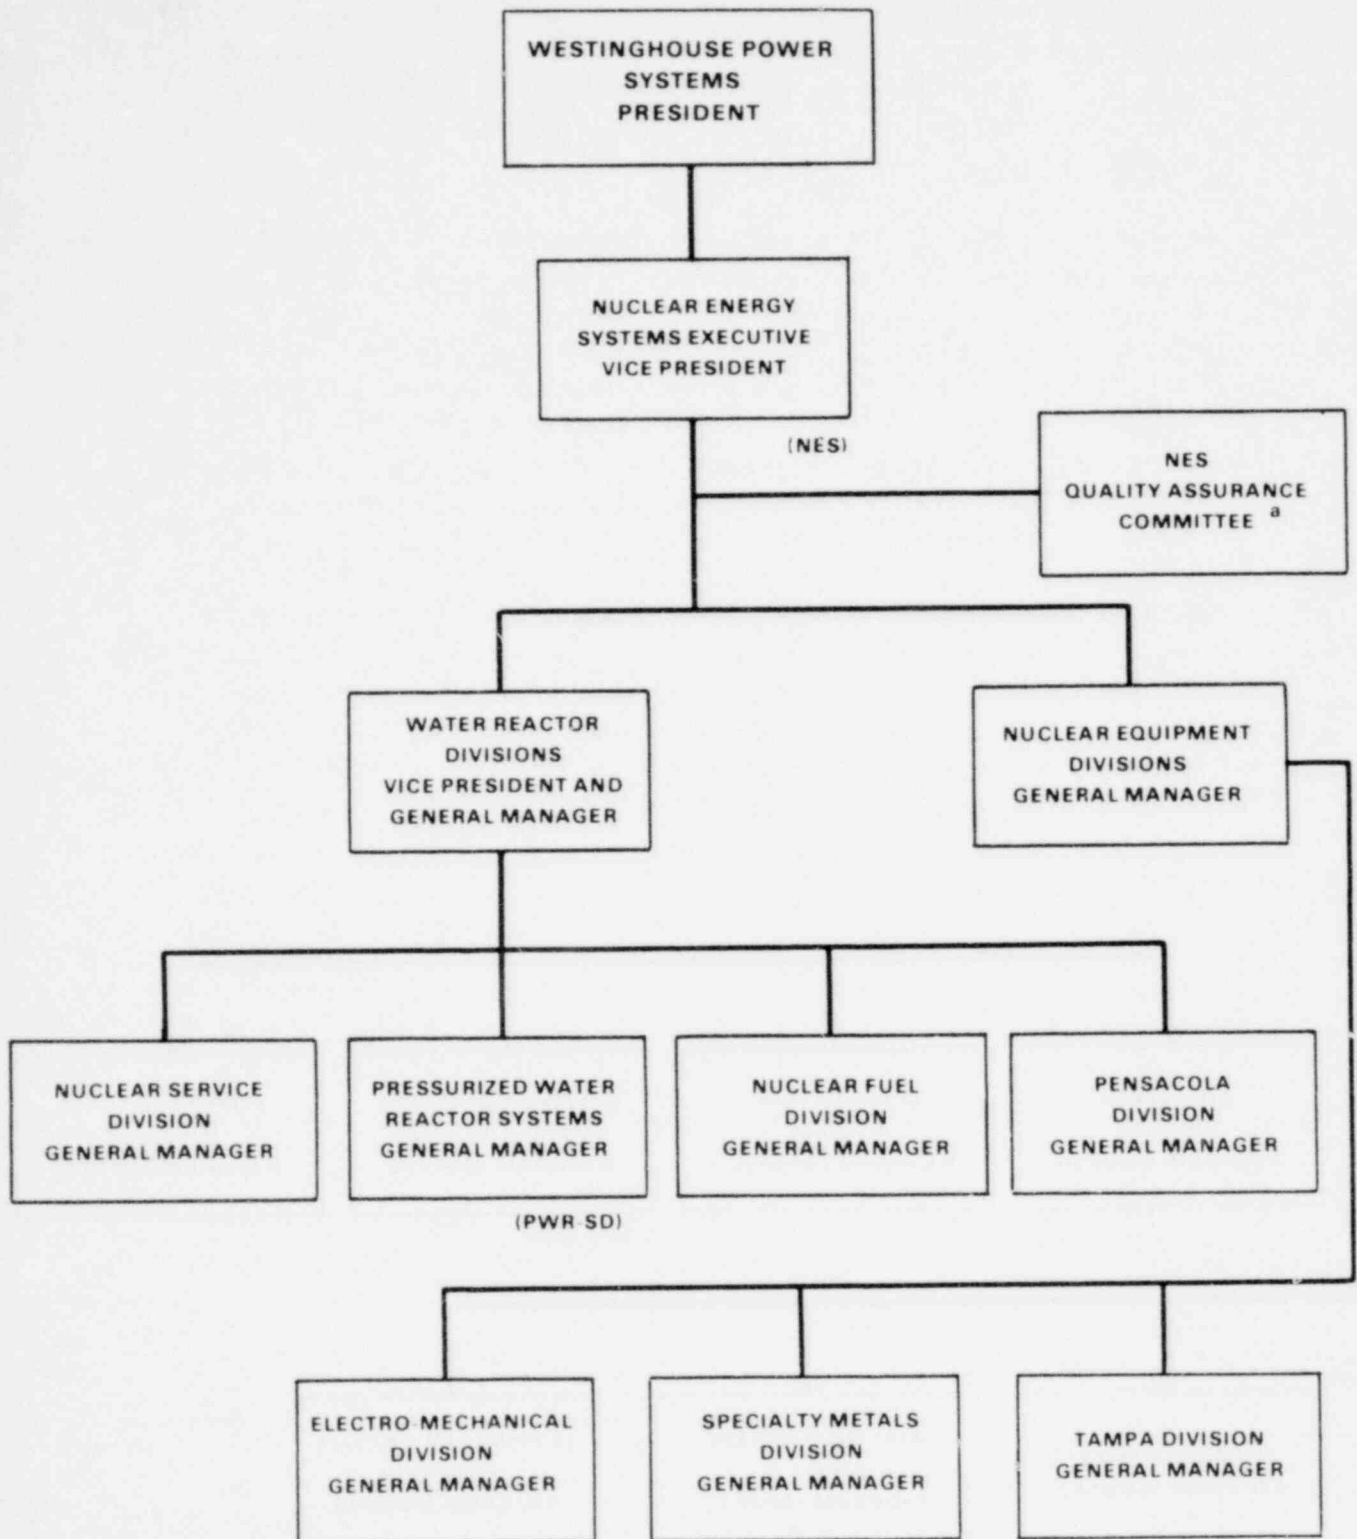 WESTINGHOUSE POWER
SYSTEMS
PRESIDENT
NUCLEAR ENERGY
SYSTEMS EXECUTIVE
VICE PRESIDENT
(NES)
NES
QUALITY ASSURANCE
COMMITTEE a
WATER REACTOR
DIVISIONS
VICE PRESIDENT AND
GENERAL MANAGER
NUCLEAR EQUIPMENT
DIVISIONS
GENERAL MANAGER
NUCLEAR SERVICE
DIVISION
GENERAL MANAGER
PRESSURIZED WATER
REACTOR SYSTEMS
GENERAL MANAGER
(PWR-SD)
NUCLEAR FUEL
DIVISION
GENERAL MANAGER
PENSACOLA
DIVISION
GENERAL MANAGER
ELECTRO-MECHANICAL
DIVISION
GENERAL MANAGER
SPECIALTY METALS
DIVISION
GENERAL MANAGER
TAMPA DIVISION
GENERAL MANAGER